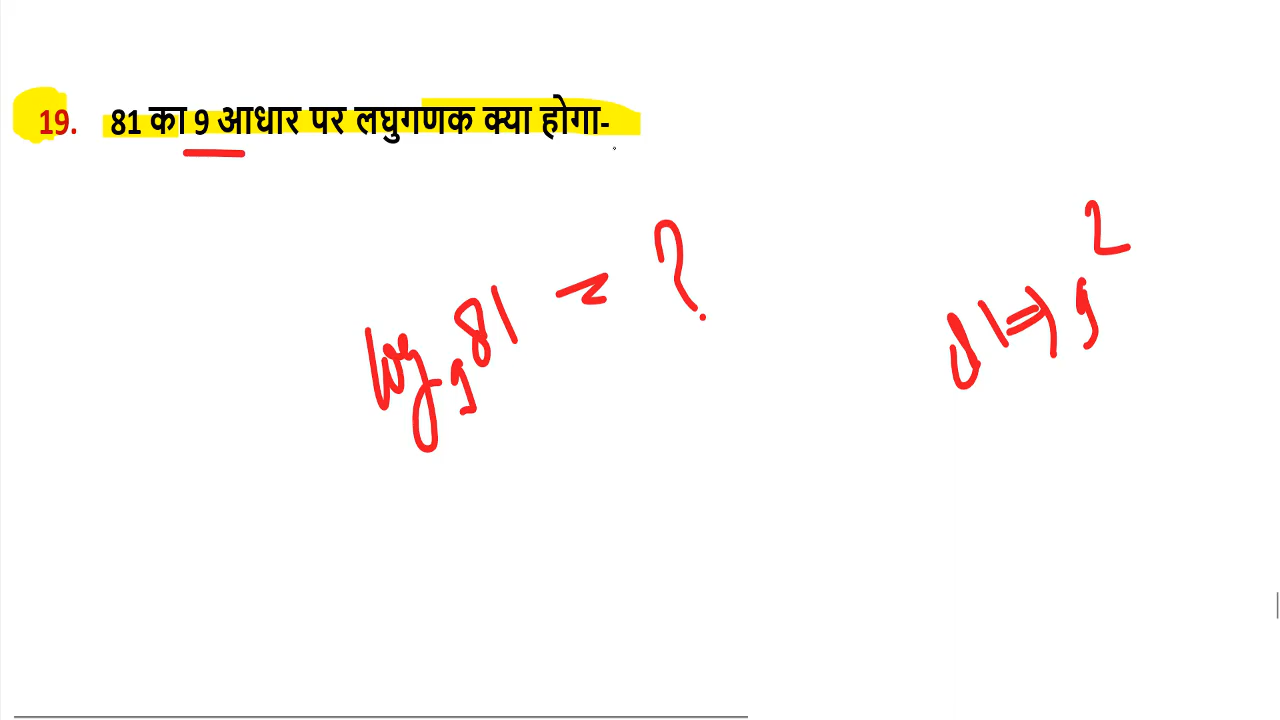 19. 81 का 9 आधार पर लघुगणक क्या होगा-
log₉81 = ?
81 ⇒ 9²